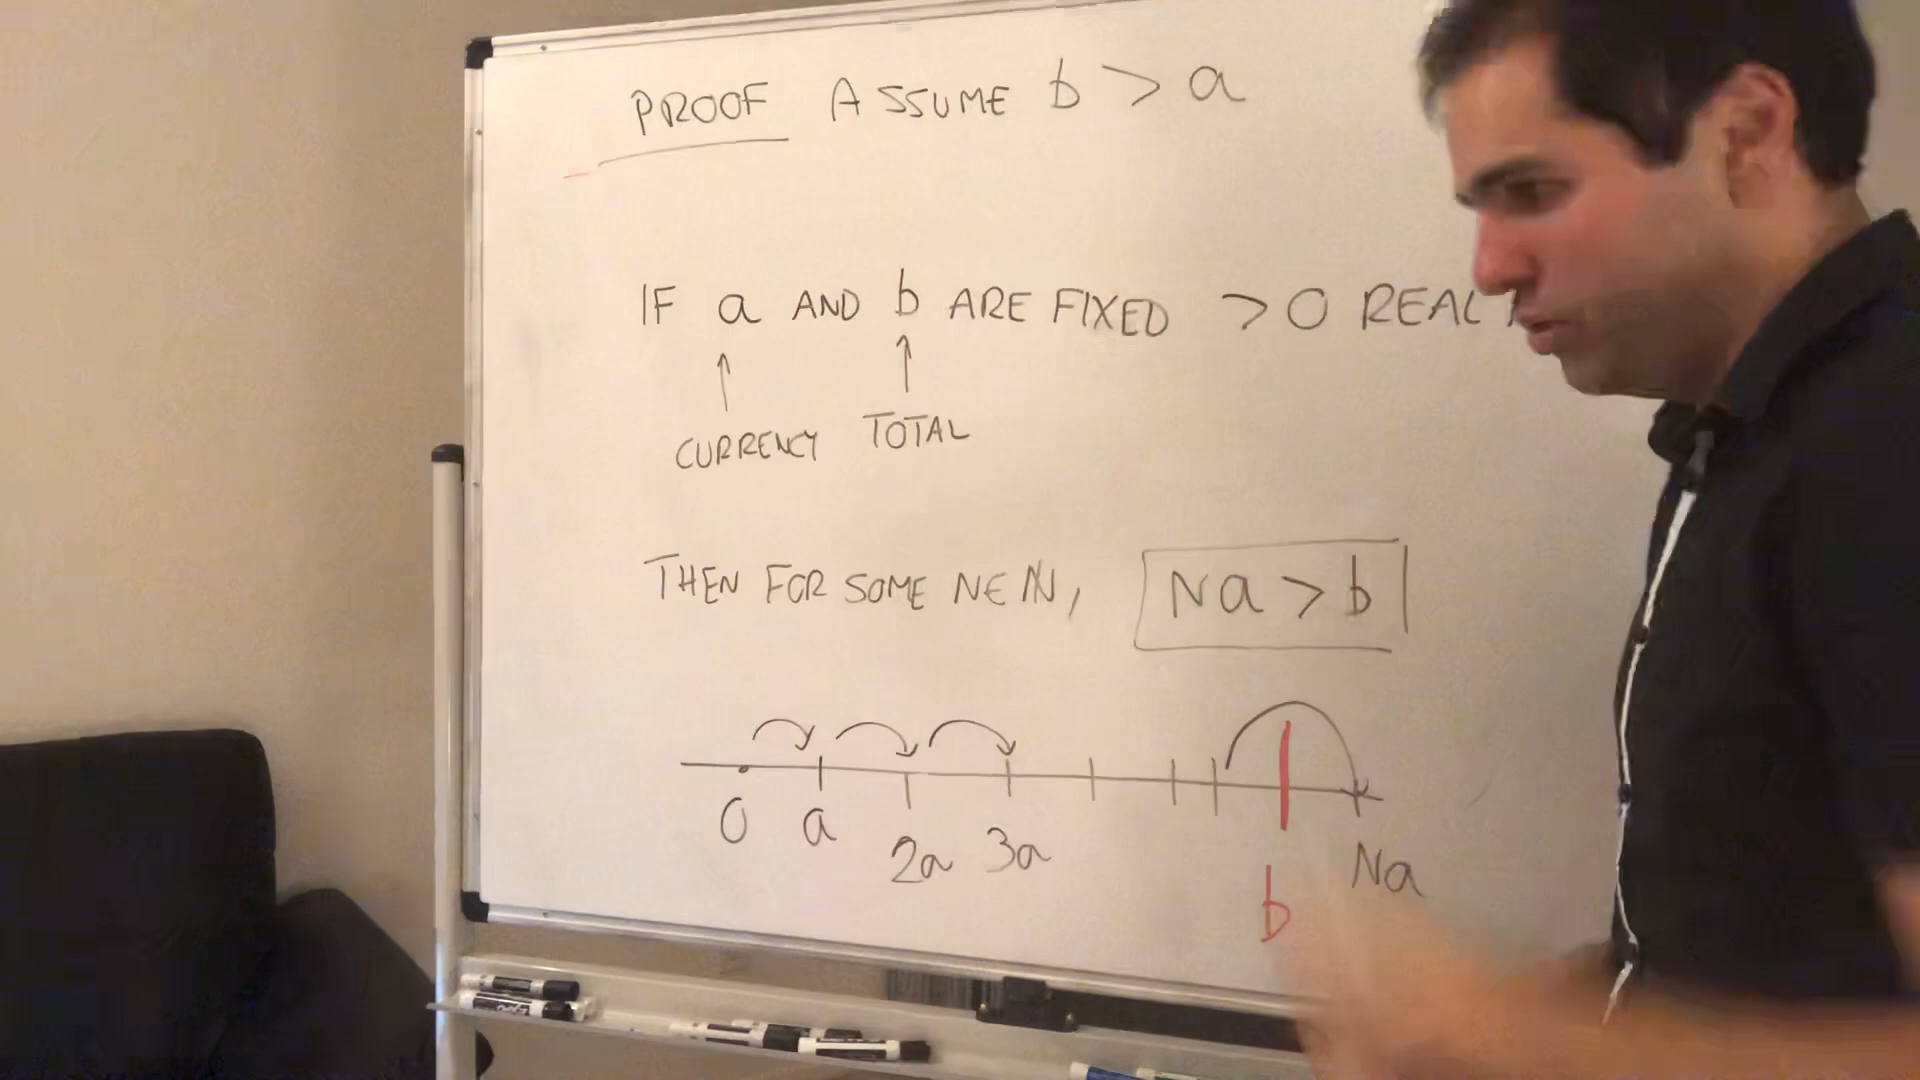 PROOF ASSUME b > a
IF a AND b ARE FIXED > 0 REAL
↑ ↑
CURRENCY TOTAL
THEN FOR SOME N ∈ ℕ, Na > b
0 a 2a 3a b Na